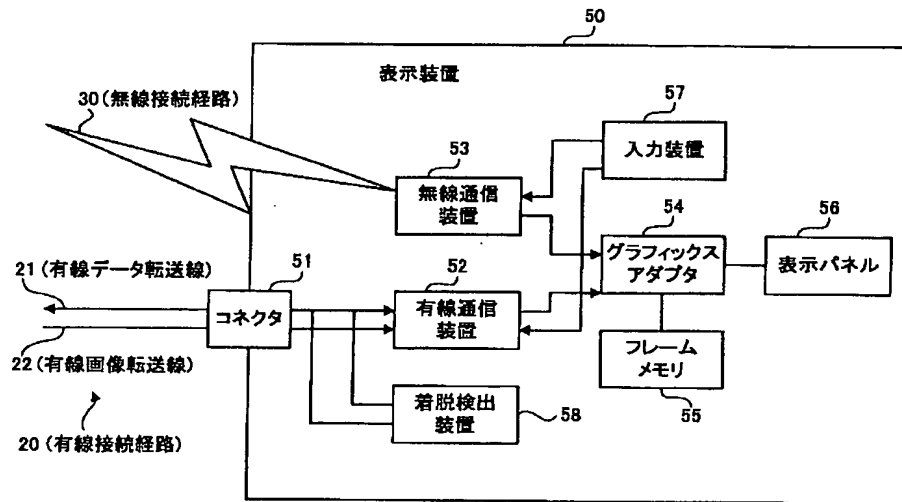 50
表示装置
30(無線接続経路)
57
入力装置
53
無線通信
装置
54
グラフィックス
アダプタ
56
表示パネル
21(有線データ転送線)
51
コネクタ
52
有線通信
装置
22(有線画像転送線)
フレーム
メモリ
55
着脱検出
装置
58
20(有線接続経路)